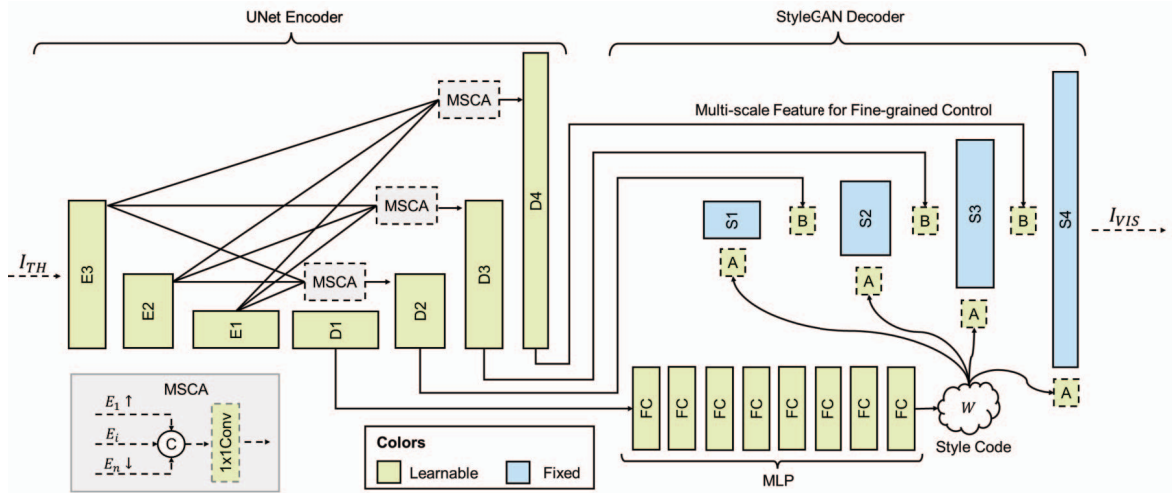 UNet Encoder
StyleGAN Decoder
MSCA
Multi-scale Feature for Fine-grained Control
D4
MSCA
S1
B
S2
B
S3
B
S4
I_VIS
I_TH
E3
E2
E1
MSCA
D1
D2
D3
A
A
A
A
MSCA
E_1 ↑
E_i
E_n ↓
C
1x1Conv
Colors
Learnable
Fixed
FC
FC
FC
FC
FC
FC
FC
FC
W
Style Code
MLP